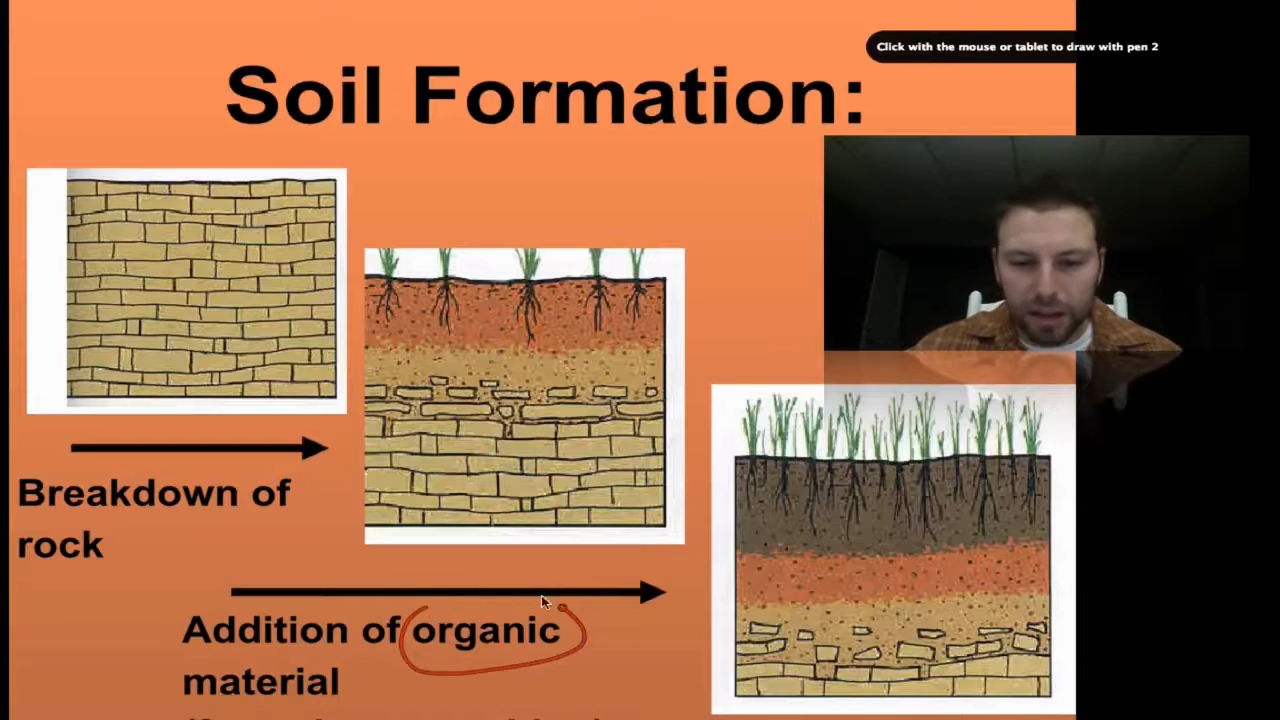 Click with the mouse or tablet to draw with pen 2
Soil Formation:
Breakdown of
rock
Addition of organic
material